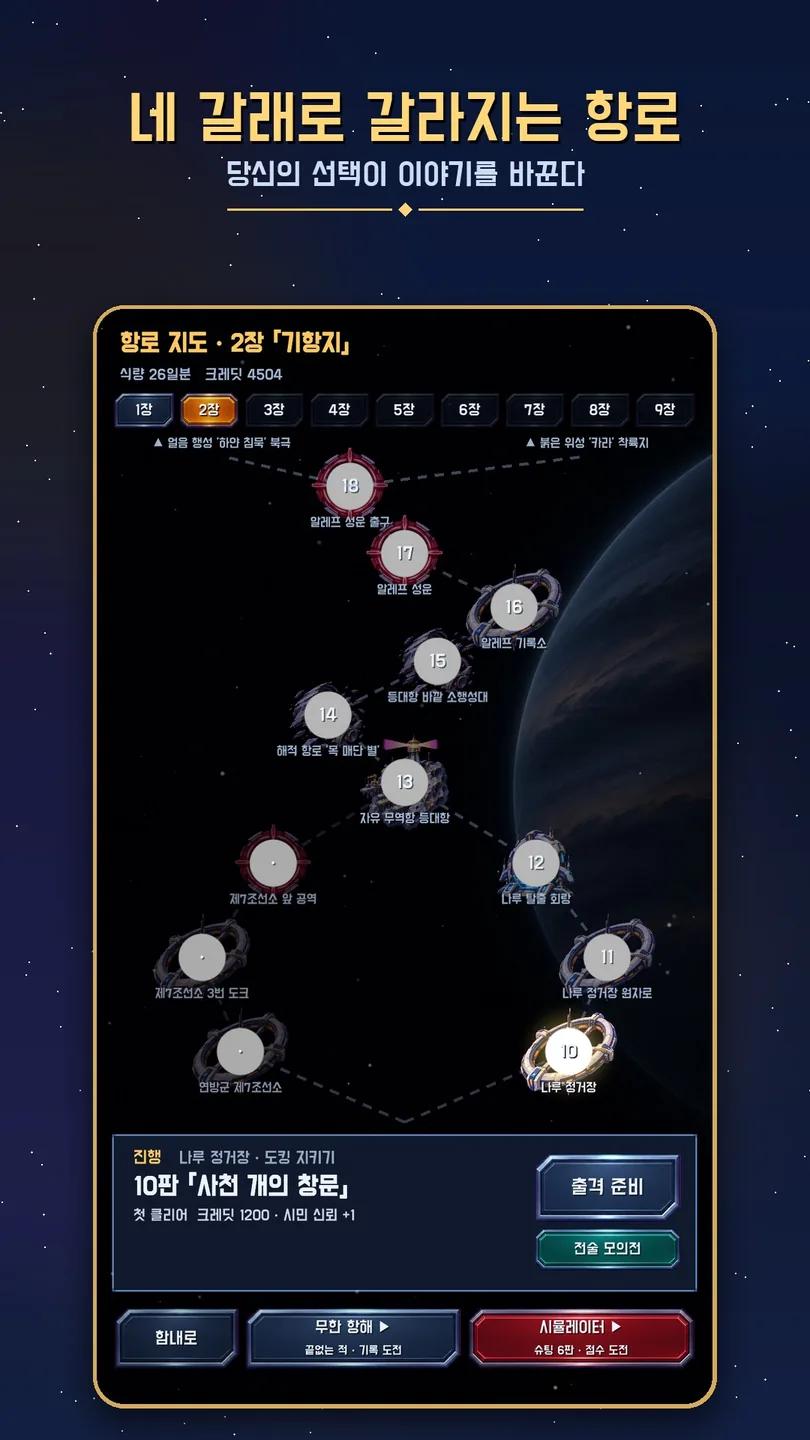 네 갈래로 갈라지는 항로
당신의 선택이 이야기를 바꾼다
항로 지도 · 2장 「기항지」
식량 26일분 크레딧 4504
1장 2장 3장 4장 5장 6장 7장 8장 9장
▲ 얼음 행성 '하얀 침묵' 북극 ▲ 붉은 위성 '카라' 착륙지
18
알레프 성운 출구
17
알레프 성운
16
알레프 기록소
15
등대항 바깥 소행성대
14
해적 항로 '목 매단 별'
13
자유 무역항 등대항
12
제7조선소 앞 공역 나루 탈출 회랑
11
제7조선소 3번 도크 나루 정거장 원자로
10
연방군 제7조선소 나루 정거장
진행 나루 정거장 · 도킹 지키기
10판 「사천 개의 창문」
첫 클리어 크레딧 1200 · 시민 신뢰 +1
출격 준비
전술 모의전
함내로
무한 항해 ▶
끝없는 적 · 기록 도전
시뮬레이터 ▶
슈팅 6판 · 점수 도전